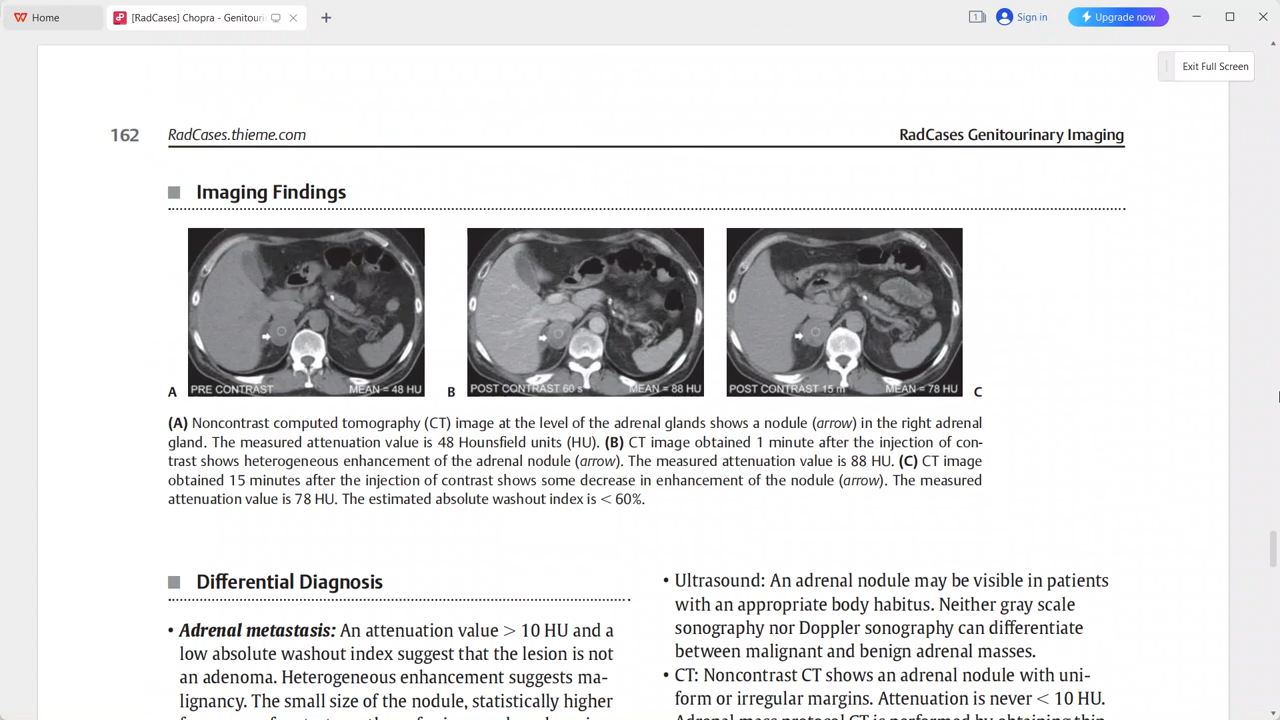 Home
[RadCases] Chopra - Genitouri
1
Sign in
Upgrade now
Exit Full Screen
162
RadCases.thieme.com
RadCases Genitourinary Imaging
Imaging Findings
PRE CONTRAST MEAN = 48 HU
POST CONTRAST 60 s MEAN = 88 HU
POST CONTRAST 15 m MEAN = 78 HU
A
B
C
(A) Noncontrast computed tomography (CT) image at the level of the adrenal glands shows a nodule (arrow) in the right adrenal
gland. The measured attenuation value is 48 Hounsfield units (HU). (B) CT image obtained 1 minute after the injection of con-
trast shows heterogeneous enhancement of the adrenal nodule (arrow). The measured attenuation value is 88 HU. (C) CT image
obtained 15 minutes after the injection of contrast shows some decrease in enhancement of the nodule (arrow). The measured
attenuation value is 78 HU. The estimated absolute washout index is < 60%.
Differential Diagnosis
• Adrenal metastasis: An attenuation value > 10 HU and a
low absolute washout index suggest that the lesion is not
an adenoma. Heterogeneous enhancement suggests ma-
lignancy. The small size of the nodule, statistically higher
• Ultrasound: An adrenal nodule may be visible in patients
with an appropriate body habitus. Neither gray scale
sonography nor Doppler sonography can differentiate
between malignant and benign adrenal masses.
• CT: Noncontrast CT shows an adrenal nodule with uni-
form or irregular margins. Attenuation is never < 10 HU.